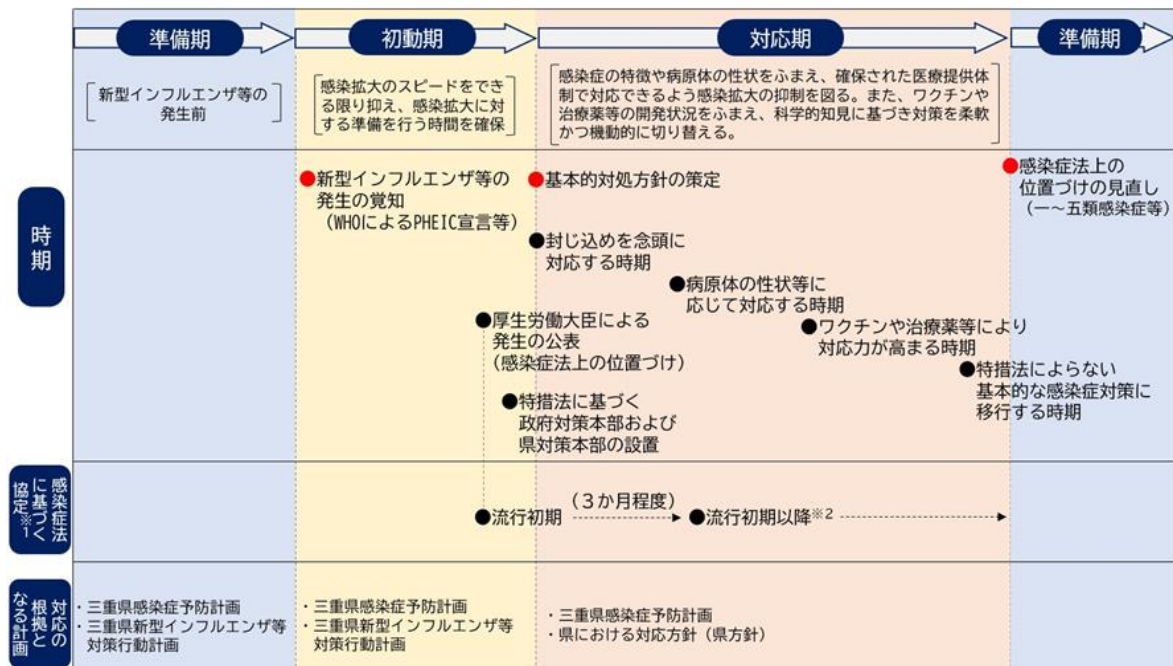 準備期
初動期
対応期
準備期
新型インフルエンザ等の
発生前
感染拡大のスピードをでき
る限り抑え、感染拡大に対
する準備を行う時間を確保
感染症の特徴や病原体の性状をふまえ、確保された医療提供体
制で対応できるよう感染拡大の抑制を図る。また、ワクチンや
治療薬等の開発状況をふまえ、科学的知見に基づき対策を柔軟
かつ機動的に切り替える。
時期
●新型インフルエンザ等の
発生の覚知
(WHOによるPHEIC宣言等)
●基本的対処方針の策定
●感染症法上の
位置づけの見直し
(一～五類感染症等)
●封じ込めを念頭に
対応する時期
●病原体の性状等に
応じて対応する時期
●厚生労働大臣による
発生の公表
(感染症法上の位置づけ)
●ワクチンや治療薬等により
対応力が高まる時期
●特措法によらない
基本的な感染症対策に
移行する時期
●特措法に基づく
政府対策本部および
県対策本部の設置
感染症法
に基づく
協定※1
●流行初期
(３か月程度)
●流行初期以降※2
対応の
根拠と
なる計画
・三重県感染症予防計画
・三重県新型インフルエンザ等
対策行動計画
・三重県感染症予防計画
・三重県新型インフルエンザ等
対策行動計画
・三重県感染症予防計画
・県における対応方針（県方針）